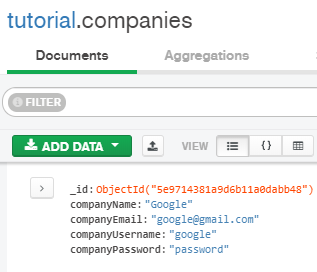 tutorial.companies
Documents Aggregations
FILTER
ADD DATA VIEW {}
_id:ObjectId("5e9714381a9d6b11a0dabb48")
companyName:"Google"
companyEmail:"google@gmail.com"
companyUsername:"google"
companyPassword:"password"